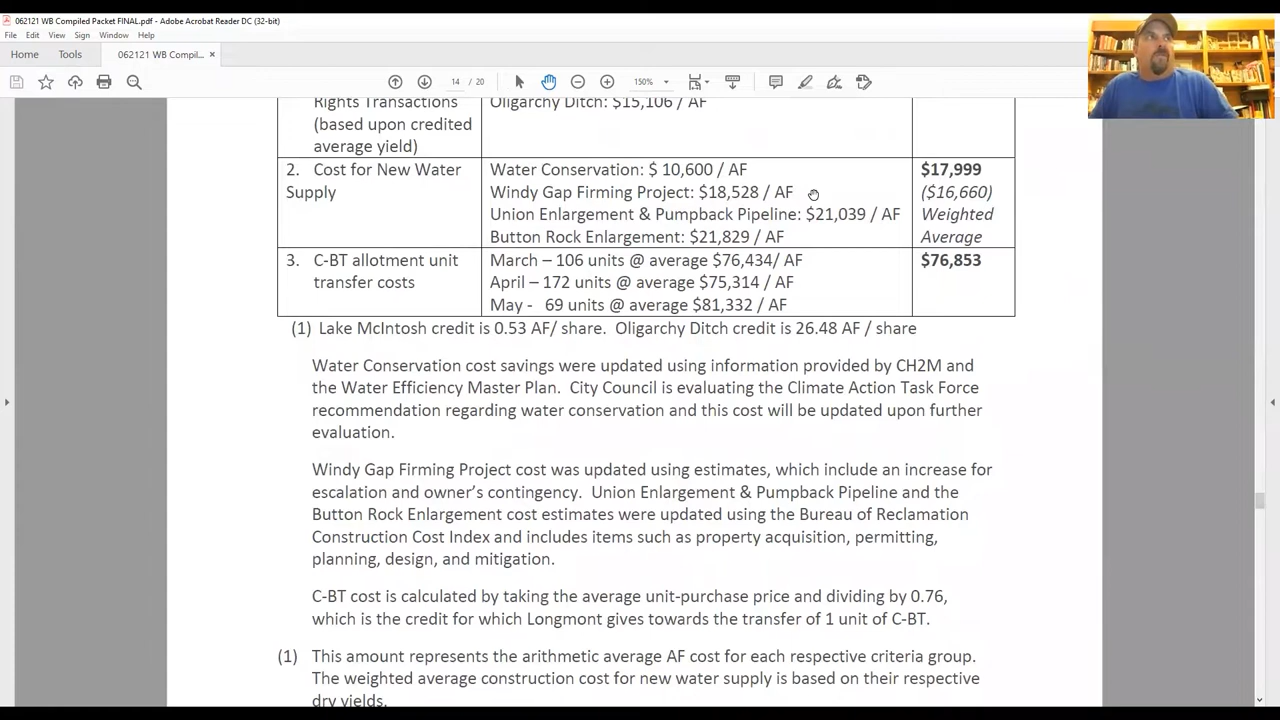 062121 WB Compiled Packet FINAL.pdf - Adobe Acrobat Reader DC (32-bit)
File Edit View Sign Window Help
Home Tools 062121 WB Compil... ×
14 / 20 150%
Rights Transactions
(based upon credited
average yield)
Oligarchy Ditch: $15,106 / AF
2. Cost for New Water
Supply
Water Conservation: $ 10,600 / AF
Windy Gap Firming Project: $18,528 / AF
Union Enlargement & Pumpback Pipeline: $21,039 / AF
Button Rock Enlargement: $21,829 / AF
$17,999
($16,660)
Weighted
Average
3. C-BT allotment unit
transfer costs
March – 106 units @ average $76,434/ AF
April – 172 units @ average $75,314 / AF
May - 69 units @ average $81,332 / AF
$76,853
(1) Lake McIntosh credit is 0.53 AF/ share. Oligarchy Ditch credit is 26.48 AF / share
Water Conservation cost savings were updated using information provided by CH2M and
the Water Efficiency Master Plan. City Council is evaluating the Climate Action Task Force
recommendation regarding water conservation and this cost will be updated upon further
evaluation.
Windy Gap Firming Project cost was updated using estimates, which include an increase for
escalation and owner's contingency. Union Enlargement & Pumpback Pipeline and the
Button Rock Enlargement cost estimates were updated using the Bureau of Reclamation
Construction Cost Index and includes items such as property acquisition, permitting,
planning, design, and mitigation.
C-BT cost is calculated by taking the average unit-purchase price and dividing by 0.76,
which is the credit for which Longmont gives towards the transfer of 1 unit of C-BT.
(1) This amount represents the arithmetic average AF cost for each respective criteria group.
The weighted average construction cost for new water supply is based on their respective
dry yields.